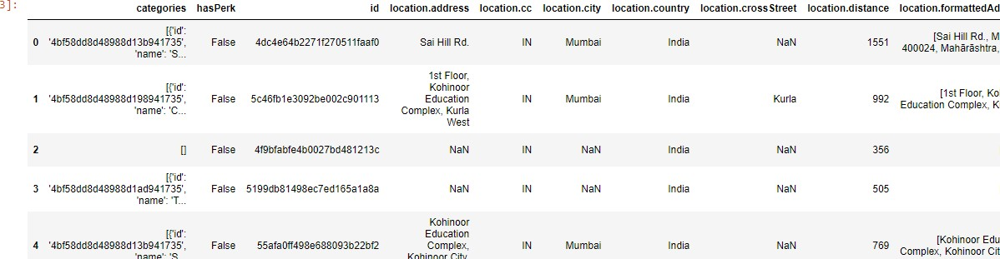 3]:
categories hasPerk id location.address location.cc location.city location.country location.crossStreet location.distance location.formattedAd
0 [{'id': '4bf58dd8d48988d13b941735', 'name': 'S... False 4dc4e64b2271f270511faaf0 Sai Hill Rd. IN Mumbai India NaN 1551 [Sai Hill Rd., M 400024, Mahārāshtra,
1 [{'id': '4bf58dd8d48988d198941735', 'name': 'C... False 5c46fb1e3092be002c901113 1st Floor, Kohinoor Education Complex, Kurla West IN Mumbai India Kurla 992 [1st Floor, Ko Education Complex, K
2 [] False 4f9bfabfe4b0027bd481213c NaN IN NaN India NaN 356
3 [{'id': '4bf58dd8d48988d1ad941735', 'name': 'T... False 5199db81498ec7ed165a1a8a NaN IN NaN India NaN 505
4 [{'id': '4bf58dd8d48988d13b941735', 'name': 'S... False 55afa0ff498e688093b22bf2 Kohinoor Education Complex, Kohinoor City, IN Mumbai India NaN 769 [Kohinoor Edu Complex, Kohinoor Cit